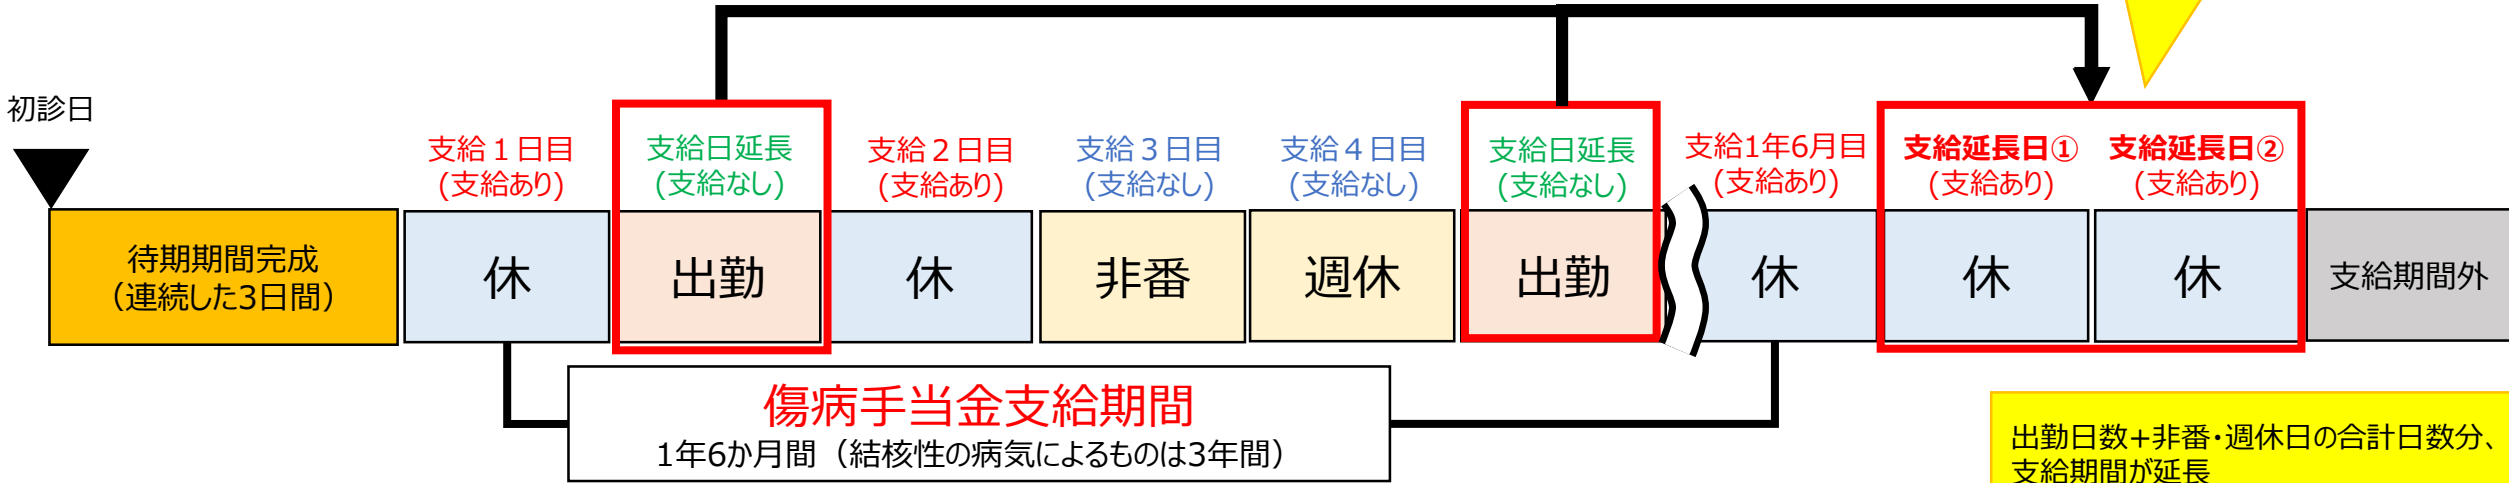 初診日
支給１日目
(支給あり)
支給日延長
(支給なし)
支給２日目
(支給あり)
支給３日目
(支給なし)
支給４日目
(支給なし)
支給日延長
(支給なし)
支給1年6月目
(支給あり)
支給延長日①
(支給あり)
支給延長日②
(支給あり)
待期期間完成
（連続した3日間）
休
出勤
休
非番
週休
出勤
休
休
休
支給期間外
傷病手当金支給期間
1年6か月間（結核性の病気によるものは3年間）
出勤日数+非番・週休日の合計日数分、
支給期間が延長